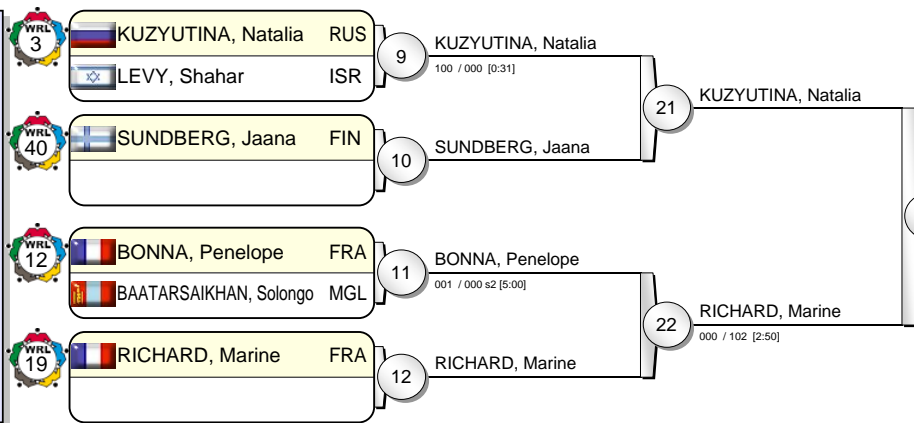 WRL
3
KUZYUTINA, Natalia RUS
LEVY, Shahar ISR
9
KUZYUTINA, Natalia
100 / 000 [0:31]
21
KUZYUTINA, Natalia
WRL
40
SUNDBERG, Jaana FIN
10
SUNDBERG, Jaana
WRL
12
BONNA, Penelope FRA
BAATARSAIKHAN, Solongo MGL
11
BONNA, Penelope
001 / 000 s2 [5:00]
22
RICHARD, Marine
000 / 102 [2:50]
WRL
19
RICHARD, Marine FRA
12
RICHARD, Marine